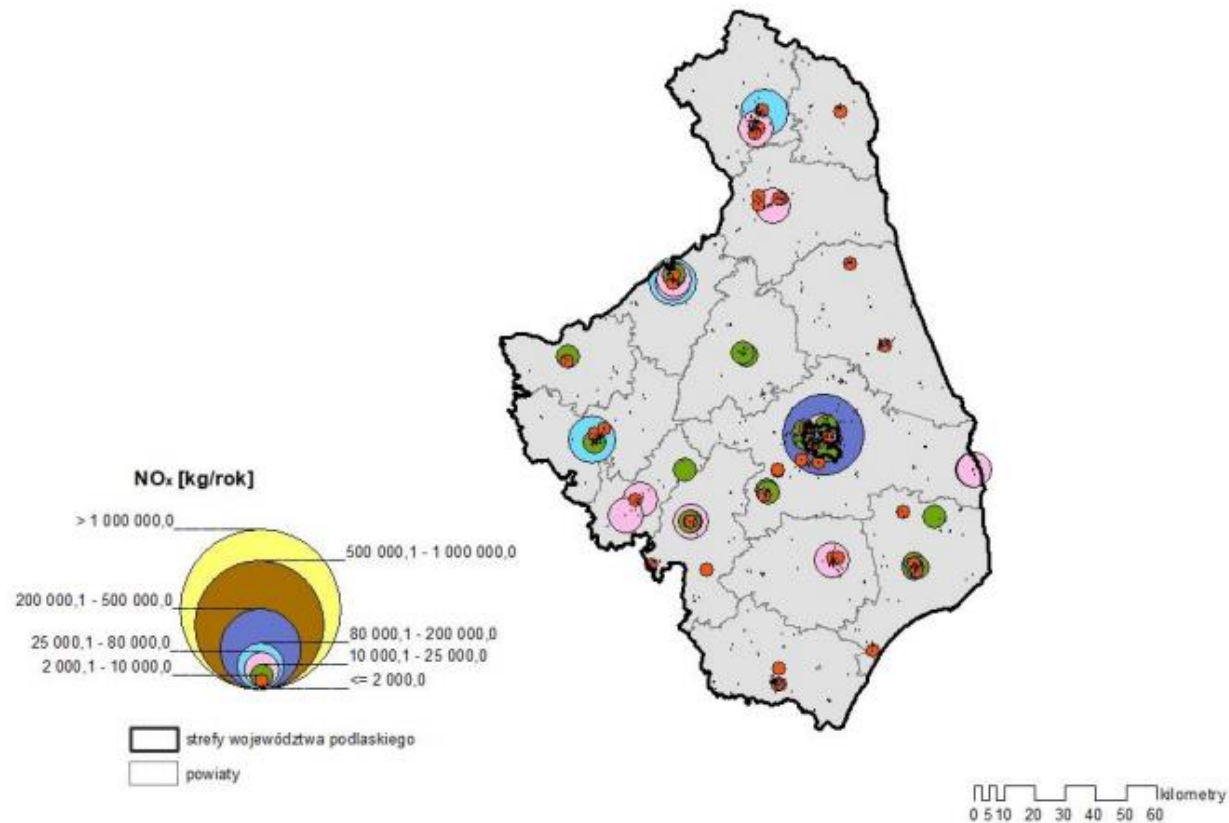 NOₓ [kg/rok]
> 1 000 000,0
500 000,1 - 1 000 000,0
200 000,1 - 500 000,0
80 000,1 - 200 000,0
25 000,1 - 80 000,0
10 000,1 - 25 000,0
2 000,1 - 10 000,0
<= 2 000,0
strefy województwa podlaskiego
powiaty
kilometry
0 510 20 30 40 50 60